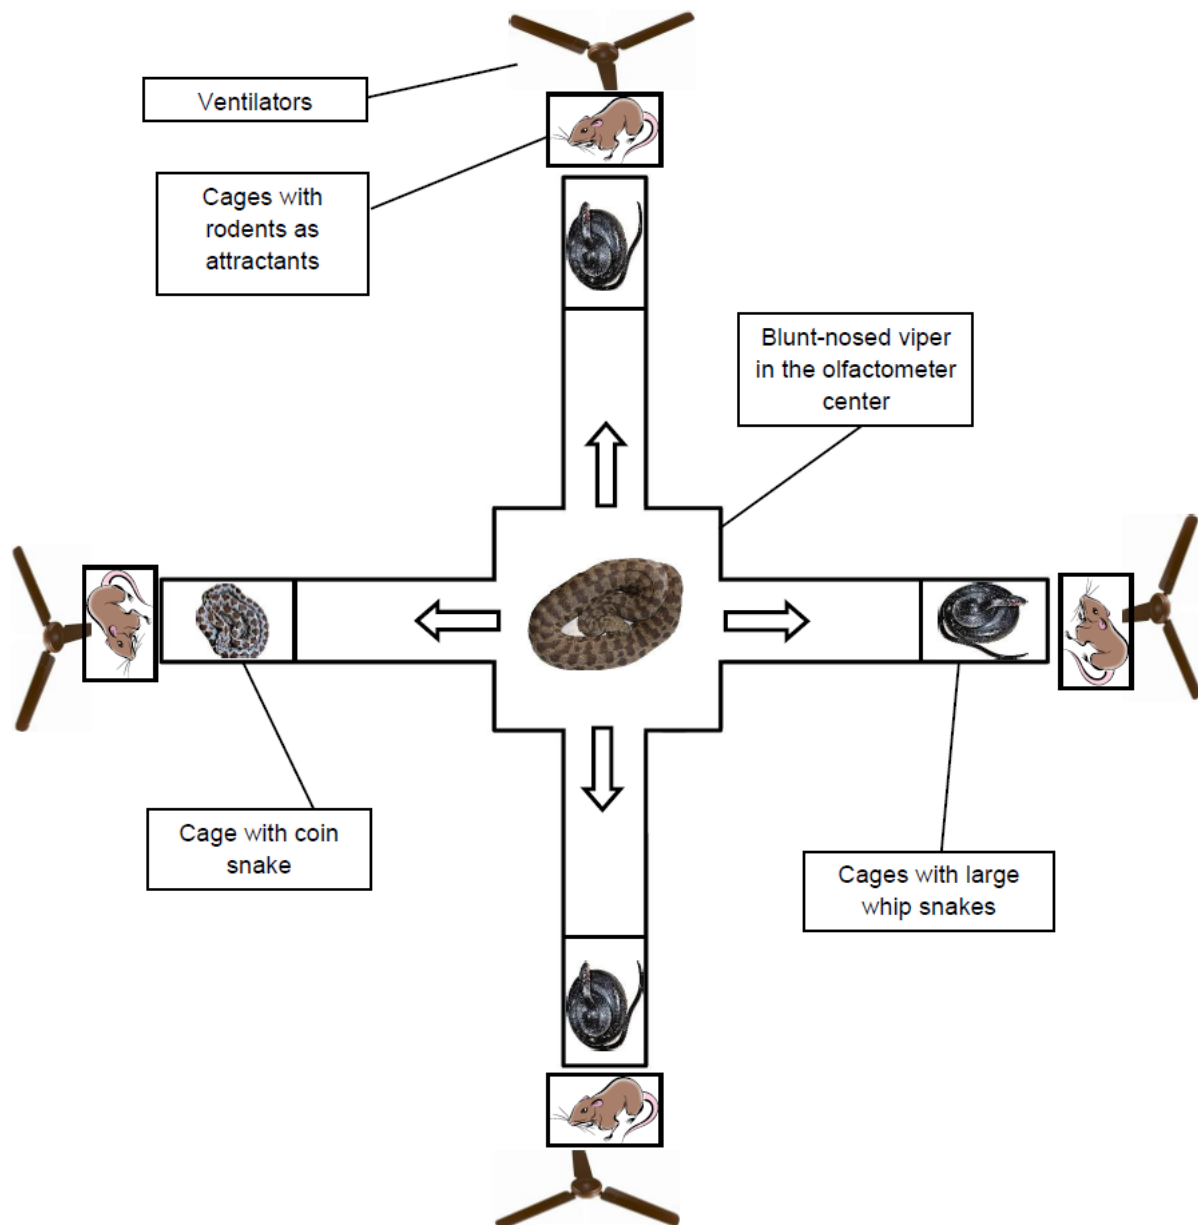 Ventilators
Cages with
rodents as
attractants
Blunt-nosed viper
in the olfactometer
center
Cage with coin
snake
Cages with large
whip snakes